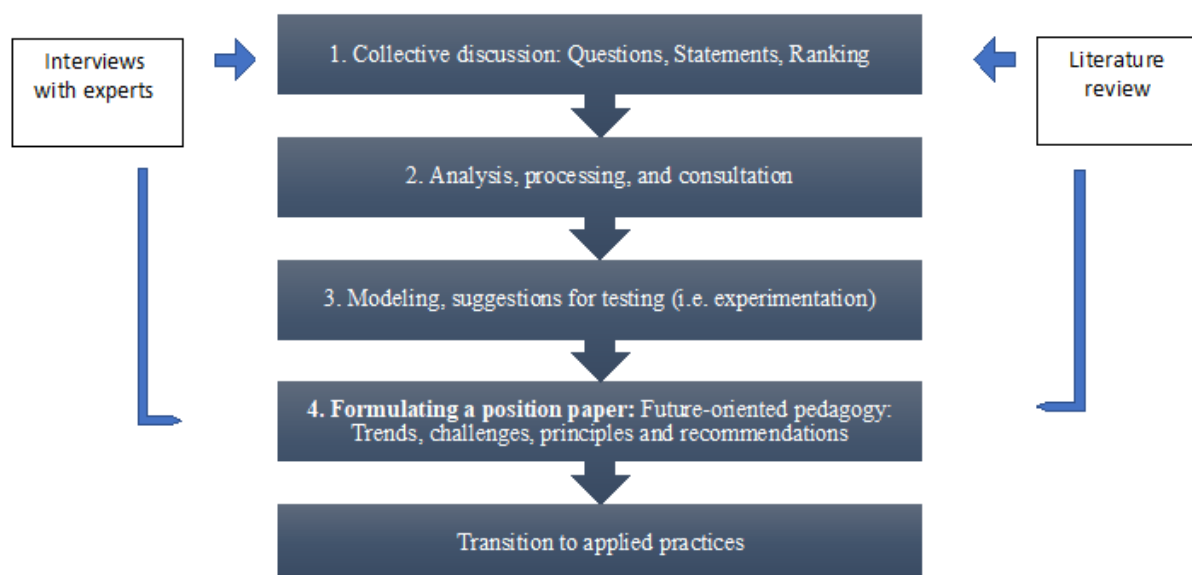 Interviews
with experts
1. Collective discussion: Questions, Statements, Ranking
Literature
review
2. Analysis, processing, and consultation
3. Modeling, suggestions for testing (i.e. experimentation)
4. Formulating a position paper: Future-oriented pedagogy:
Trends, challenges, principles and recommendations
Transition to applied practices